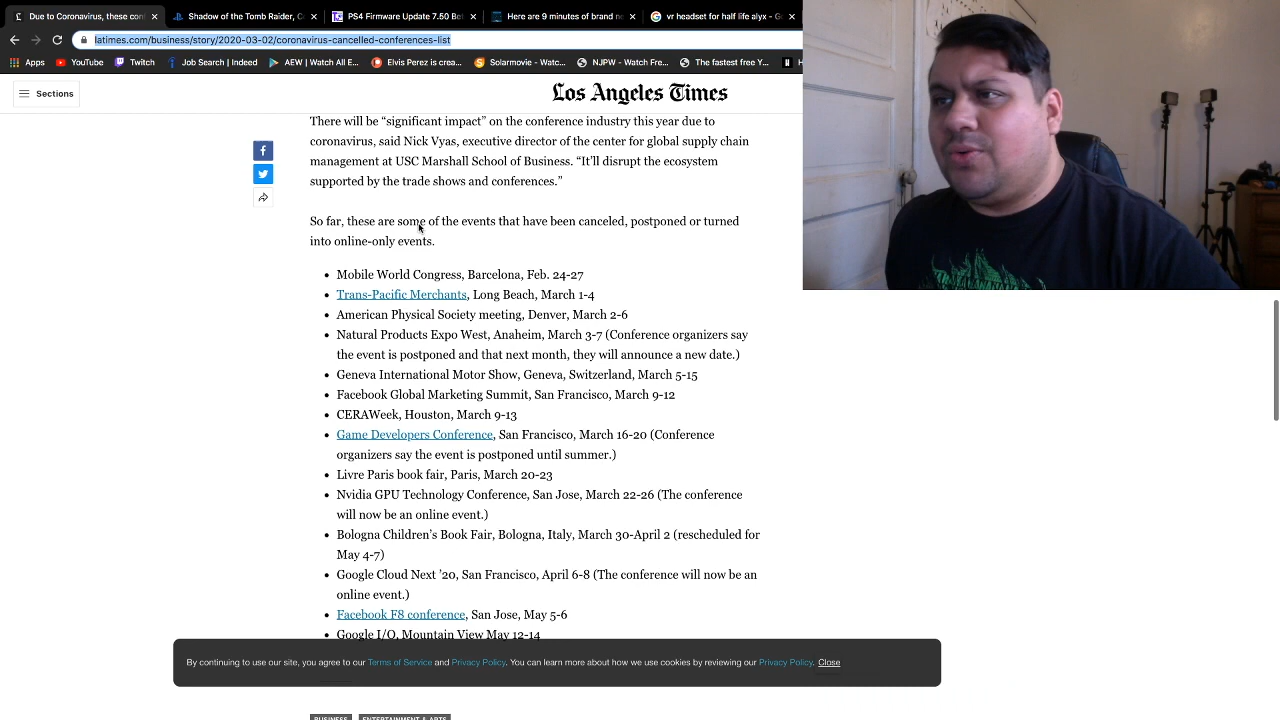 Due to Coronavirus, these con
Shadow of the Tomb Raider, C
PS4 Firmware Update 7.50 Bo
Here are 9 minutes of brand n
vr headset for half life alyx - G
latimes.com/business/story/2020-03-02/coronavirus-cancelled-conferences-list
YouTube
Twitch
Job Search | Indeed
AEW // Watch All E...
Elvis Perez is crea...
Solarmovie - Watc...
NJPW - Watch Fre...
The fastest free Y...
Sections
Los Angeles Times
There will be “significant impact” on the conference industry this year due to
coronavirus, said Nick Vyas, executive director of the center for global supply chain
management at USC Marshall School of Business. “It’ll disrupt the ecosystem
supported by the trade shows and conferences.”
So far, these are some of the events that have been canceled, postponed or turned
into online-only events.
• Mobile World Congress, Barcelona, Feb. 24-27
• Trans-Pacific Merchants, Long Beach, March 1-4
• American Physical Society meeting, Denver, March 2-6
• Natural Products Expo West, Anaheim, March 3-7 (Conference organizers say
the event is postponed and that next month, they will announce a new date.)
• Geneva International Motor Show, Geneva, Switzerland, March 5-15
• Facebook Global Marketing Summit, San Francisco, March 9-12
• CERAWeek, Houston, March 9-13
• Game Developers Conference, San Francisco, March 16-20 (Conference
organizers say the event is postponed until summer.)
• Livre Paris book fair, Paris, March 20-23
• Nvidia GPU Technology Conference, San Jose, March 22-26 (The conference
will now be an online event.)
• Bologna Children’s Book Fair, Bologna, Italy, March 30-April 2 (rescheduled for
May 4-7)
• Google Cloud Next ’20, San Francisco, April 6-8 (The conference will now be an
online event.)
• Facebook F8 conference, San Jose, May 5-6
• Google I/O, Mountain View May 12-14
By continuing to use our site, you agree to our Terms of Service and Privacy Policy. You can learn more about how we use cookies by reviewing our Privacy Policy. Close
BUSINESS
ENTERTAINMENT & ARTS